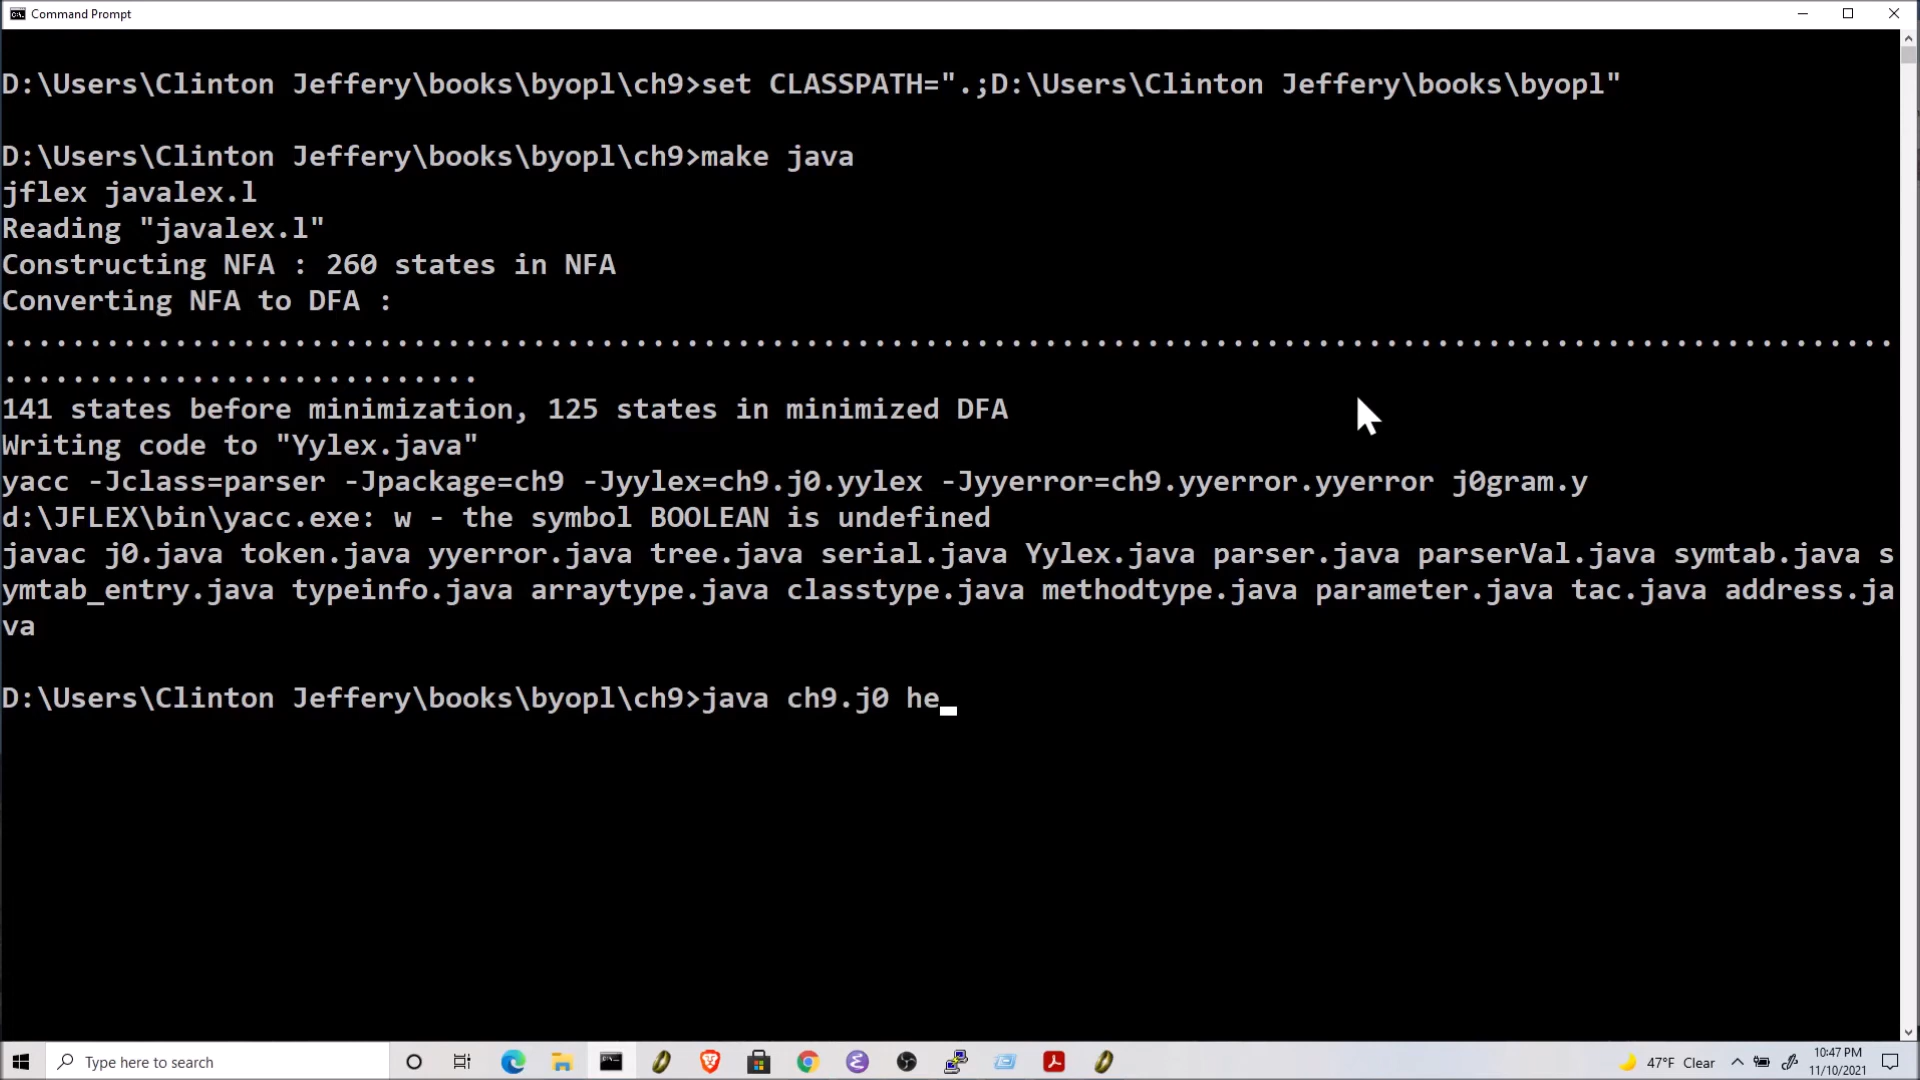 Command Prompt
D:\Users\Clinton Jeffery\books\byopl\ch9>set CLASSPATH=".;D:\Users\Clinton Jeffery\books\byopl"
D:\Users\Clinton Jeffery\books\byopl\ch9>make java
jflex javalex.l
Reading "javalex.l"
Constructing NFA : 260 states in NFA
Converting NFA to DFA :
...............................................................................................................
............................
141 states before minimization, 125 states in minimized DFA
Writing code to "Yylex.java"
yacc -Jclass=parser -Jpackage=ch9 -Jyylex=ch9.j0.yylex -Jyyerror=ch9.yyerror.yyerror j0gram.y
d:\JFLEX\bin\yacc.exe: w - the symbol BOOLEAN is undefined
javac j0.java token.java yyerror.java tree.java serial.java Yylex.java parser.java parserVal.java symtab.java s
ymtab_entry.java typeinfo.java arraytype.java classtype.java methodtype.java parameter.java tac.java address.ja
va
D:\Users\Clinton Jeffery\books\byopl\ch9>java ch9.j0 he
Type here to search
47°F Clear
10:47 PM
11/10/2021